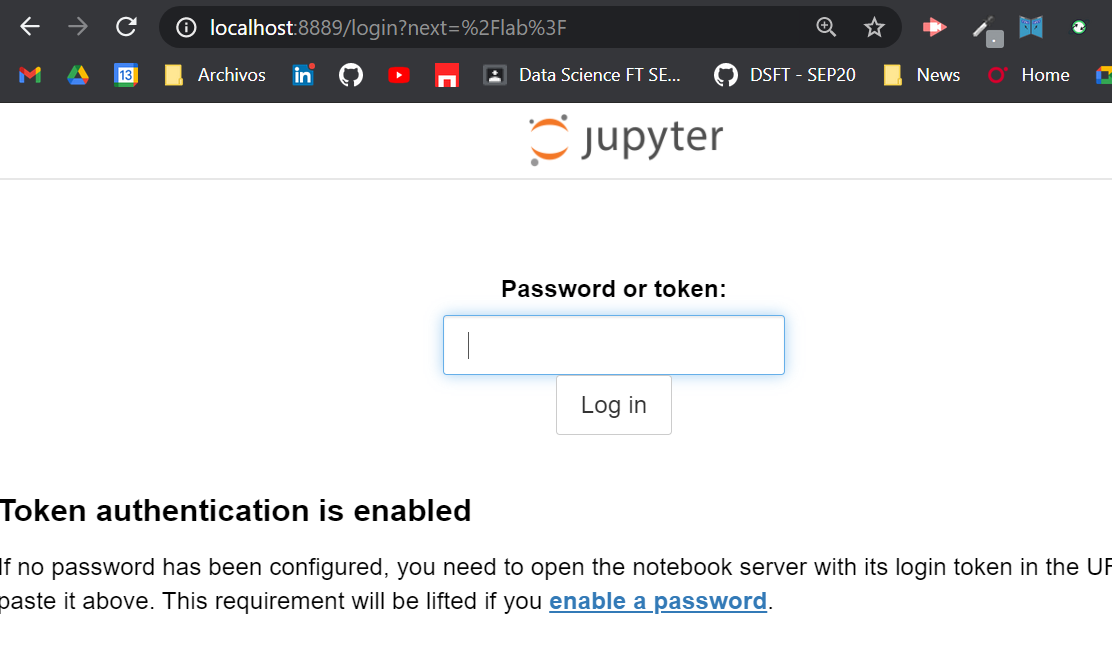 localhost:8889/login?next=%2Flab%3F
13 Archivos in Data Science FT SE... DSFT - SEP20 News Home
jupyter
Password or token:
Log in
Token authentication is enabled
If no password has been configured, you need to open the notebook server with its login token in the
paste it above. This requirement will be lifted if you enable a password.